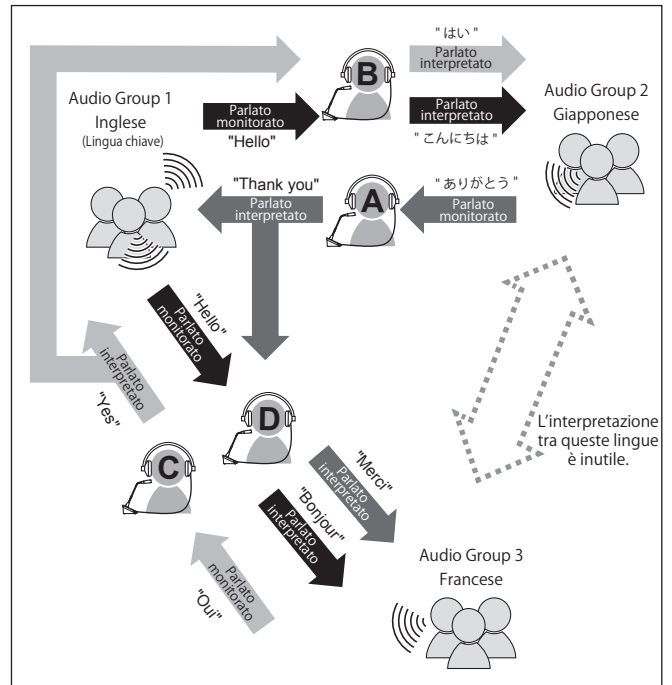 " はい "
Parlato
interpretato
B
Audio Group 1
Inglese
(Lingua chiave)
Parlato
monitorato
"Hello"
Parlato
interpretato
" こんにちは "
Audio Group 2
Giapponese
"Thank you"
Parlato
interpretato
A
" ありがとう "
Parlato
monitorato
"Hello"
Parlato
monitorato
Parlato
interpretato
"Yes"
D
C
L'interpretazione
tra queste lingue
è inutile.
"Merci"
Parlato
interpretato
"Bonjour"
Parlato
interpretato
Parlato
monitorato
"Oui"
Audio Group 3
Francese